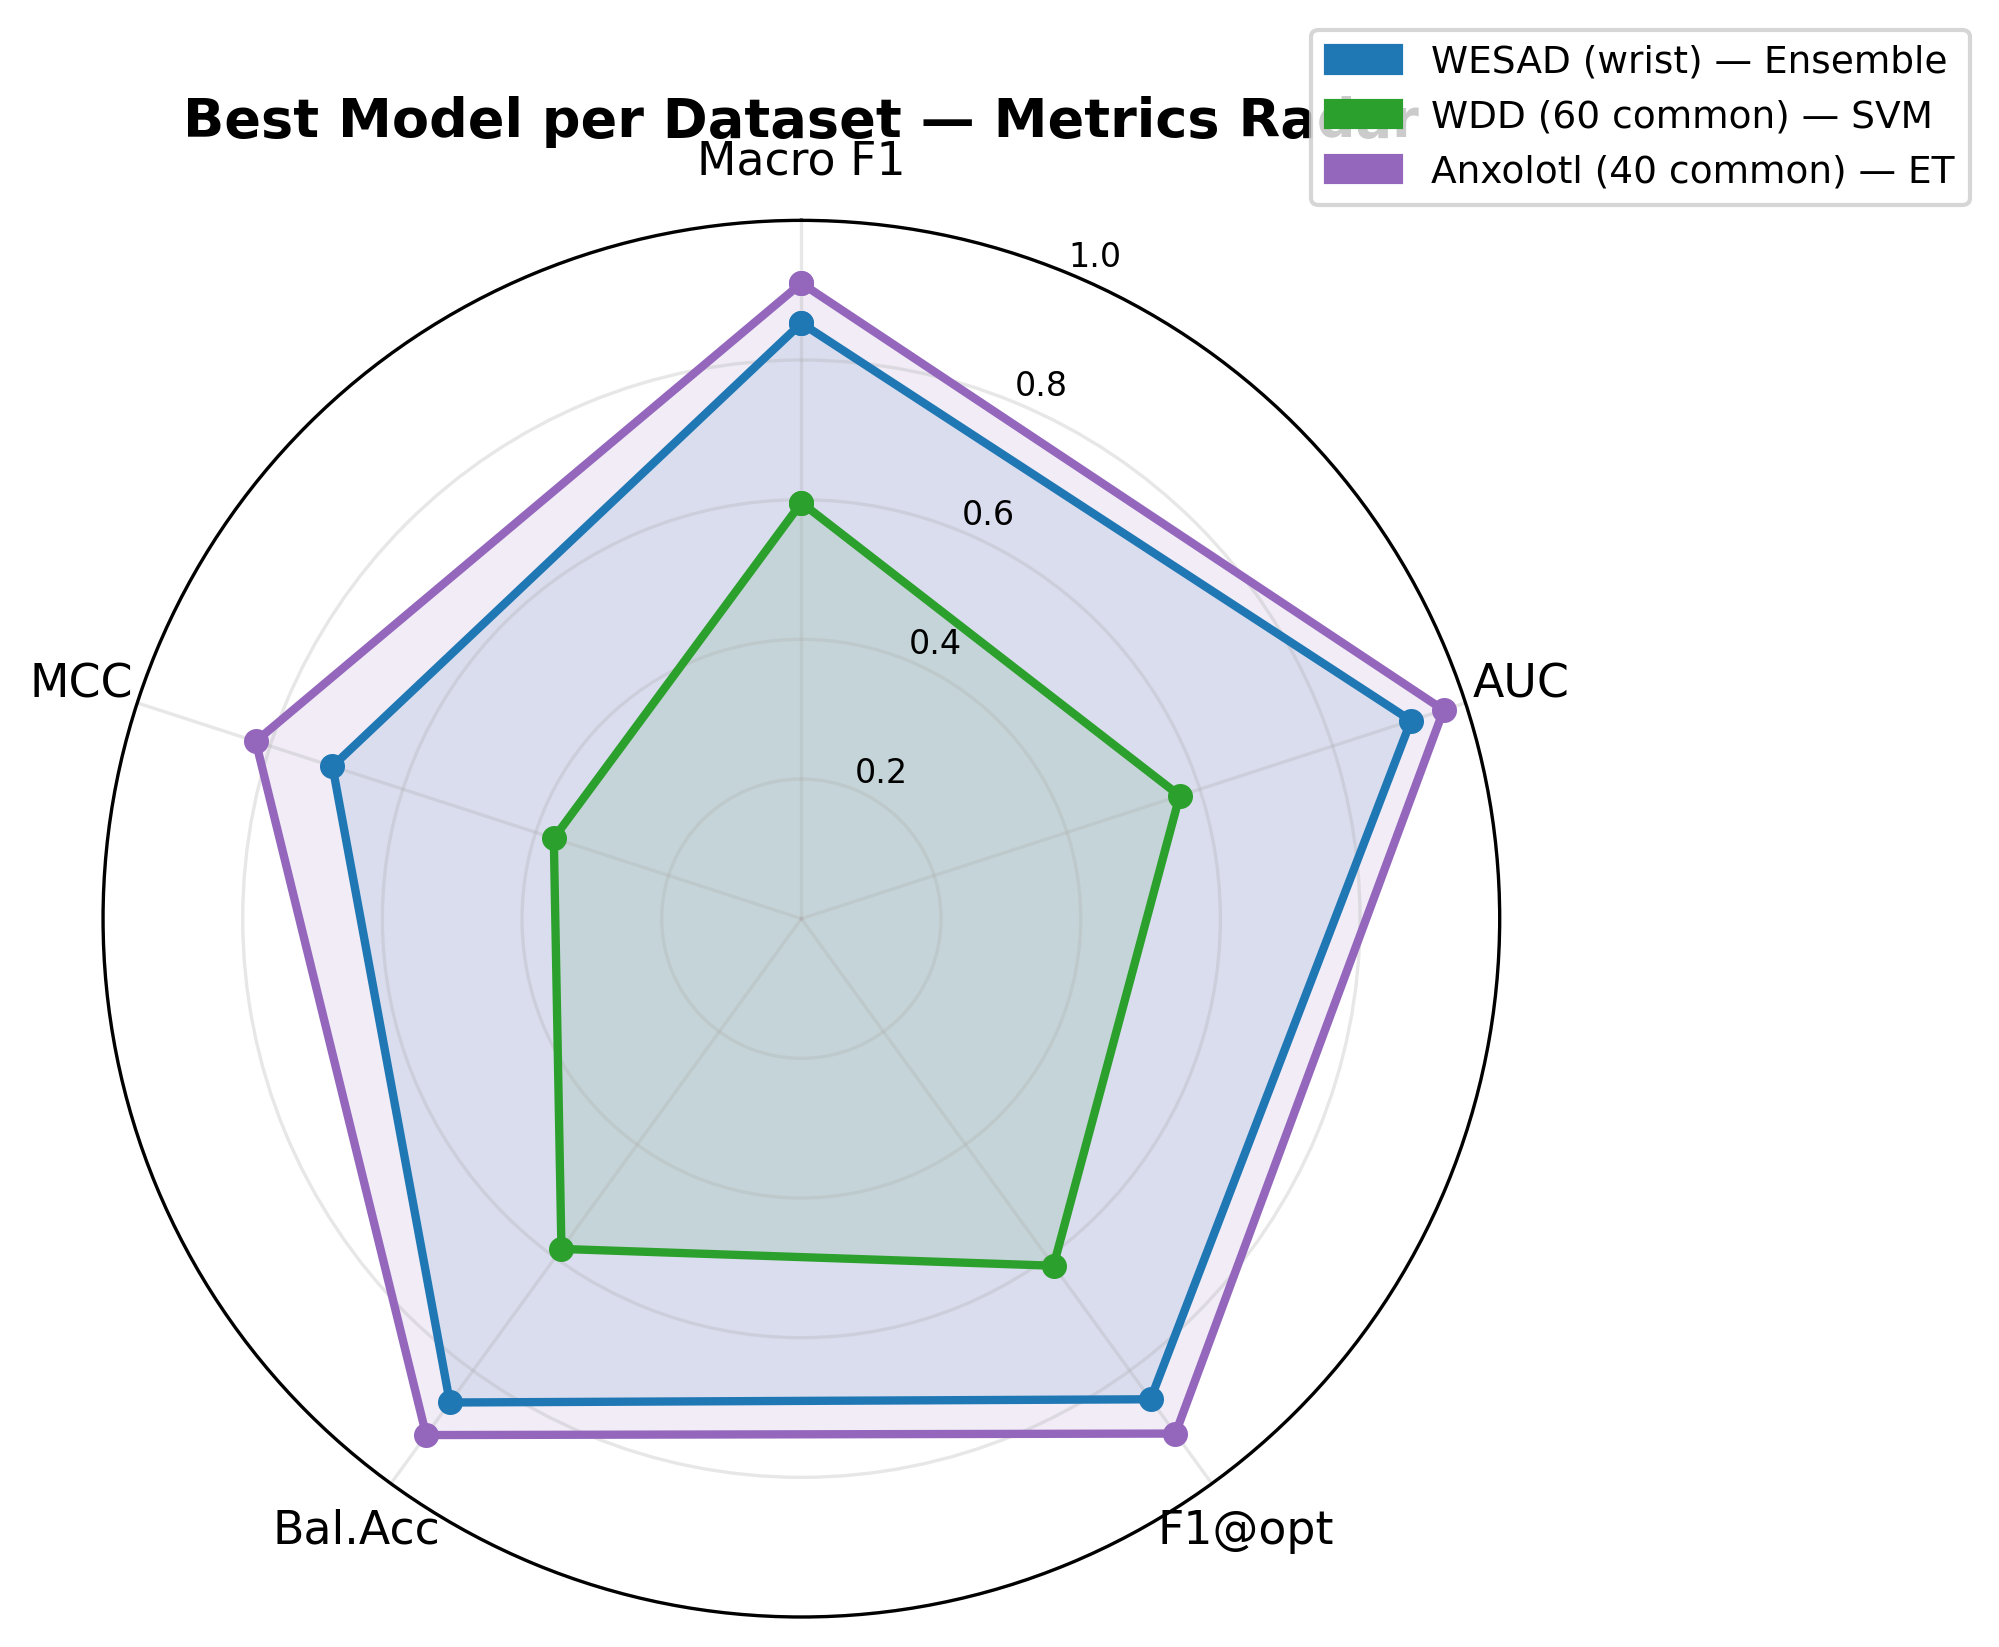 WESAD (wrist) — Ensemble
WDD (60 common) — SVM
Anxolotl (40 common) — ET
Best Model per Dataset — Metrics Radar
Macro F1
1.0
0.8
0.6
0.4
0.2
MCC
AUC
Bal.Acc
F1@opt